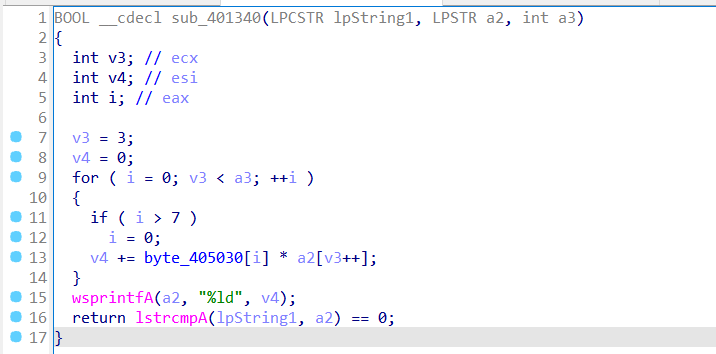 1 BOOL __cdecl sub_401340(LPCSTR lpString1, LPSTR a2, int a3)
2 {
3   int v3; // ecx
4   int v4; // esi
5   int i; // eax
6
7   v3 = 3;
8   v4 = 0;
9   for ( i = 0; v3 < a3; ++i )
10   {
11     if ( i > 7 )
12       i = 0;
13     v4 += byte_405030[i] * a2[v3++];
14   }
15   wsprintfA(a2, "%ld", v4);
16   return lstrcmpA(lpString1, a2) == 0;
17 }